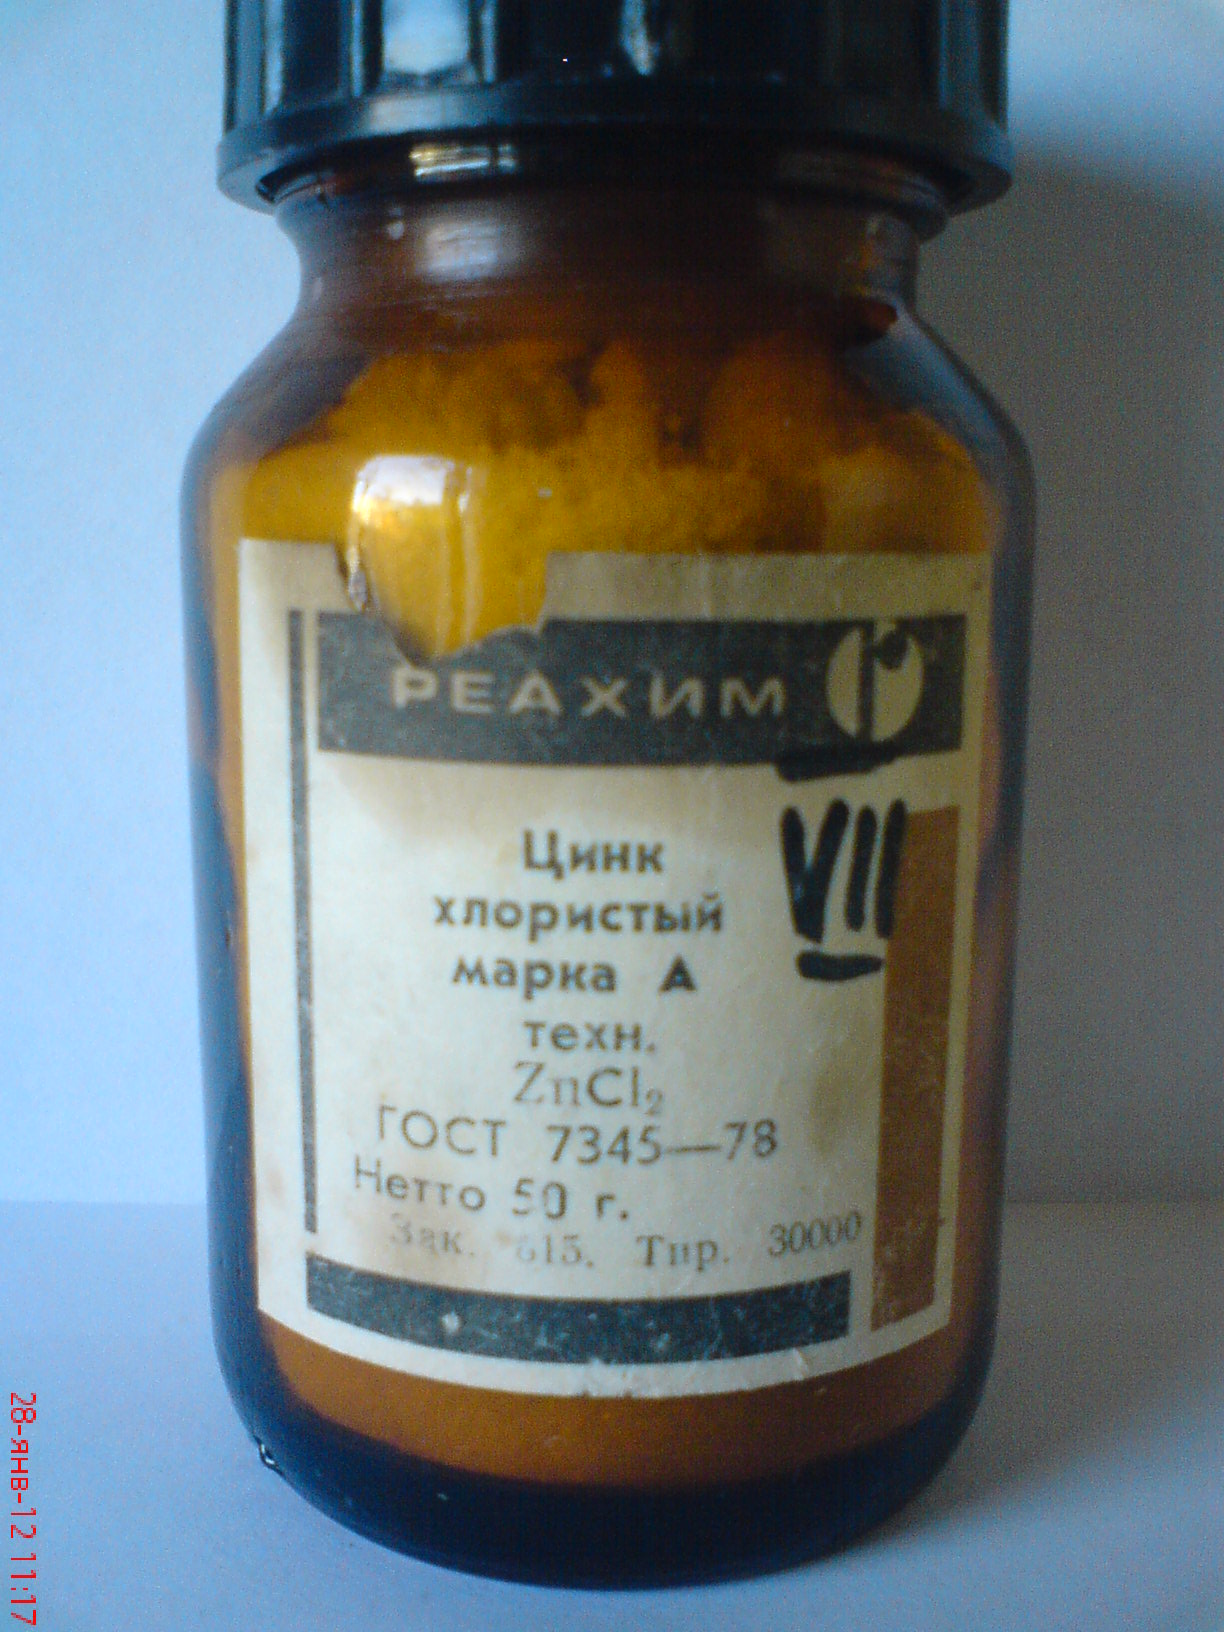 РЕАХИМ
VII
Цинк
хлористый
марка А
техн.
ZnCl₂
ГОСТ 7345—78
Нетто 50 г.
Зак. 615. Тир. 30000
28-янв-12 11:17